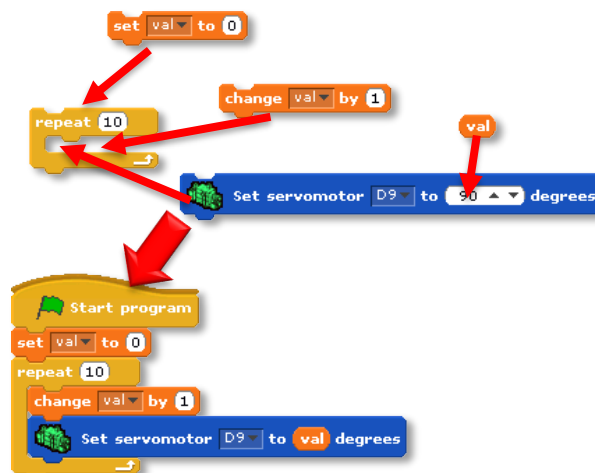 set val to 0
change val by 1
repeat 10
val
Set servomotor D9 to 90 degrees
Start program
set val to 0
repeat 10
change val by 1
Set servomotor D9 to val degrees